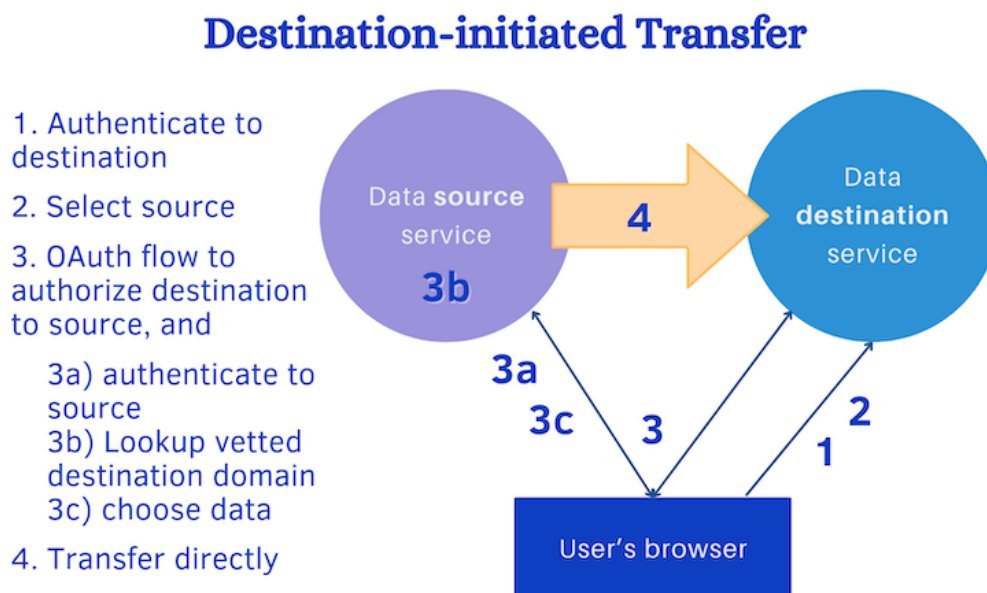 Destination-initiated Transfer
1. Authenticate to
destination
2. Select source
3. OAuth flow to
authorize destination
to source, and
3a) authenticate to
source
3b) Lookup vetted
destination domain
3c) choose data
4. Transfer directly
Data source
service
3b
4
Data
destination
service
3a
3c
3
2
1
User's browser